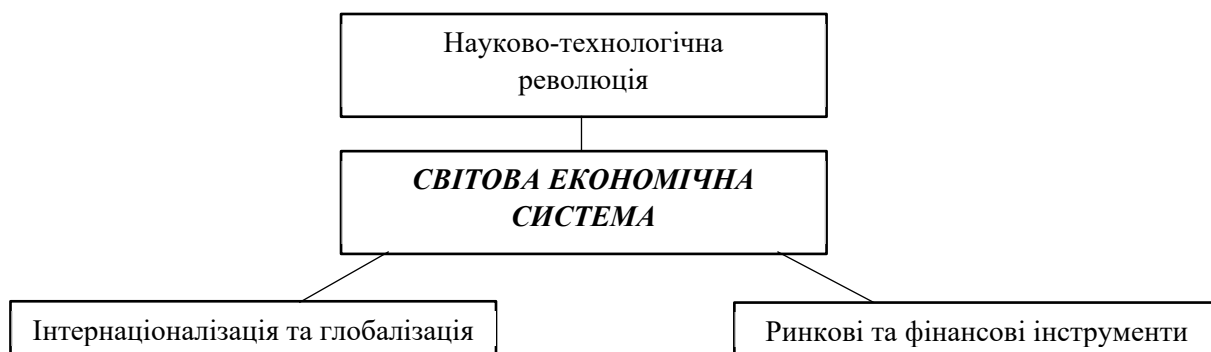 Науково-технологічна
революція
СВІТОВА ЕКОНОМІЧНА
СИСТЕМА
Інтернаціоналізація та глобалізація
Ринкові та фінансові інструменти